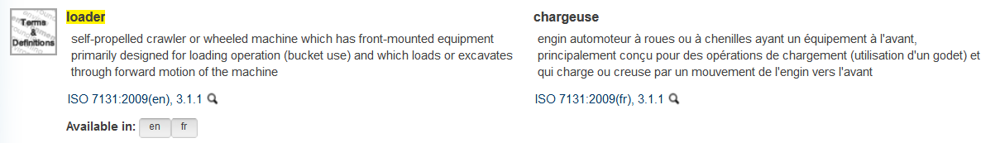 Terms
&
Definitions
loader
self-propelled crawler or wheeled machine which has front-mounted equipment
primarily designed for loading operation (bucket use) and which loads or excavates
through forward motion of the machine
ISO 7131:2009(en), 3.1.1
Available in: en fr
chargeuse
engin automoteur à roues ou à chenilles ayant un équipement à l'avant,
principalement conçu pour des opérations de chargement (utilisation d'un godet) et
qui charge ou creuse par un mouvement de l'engin vers l'avant
ISO 7131:2009(fr), 3.1.1